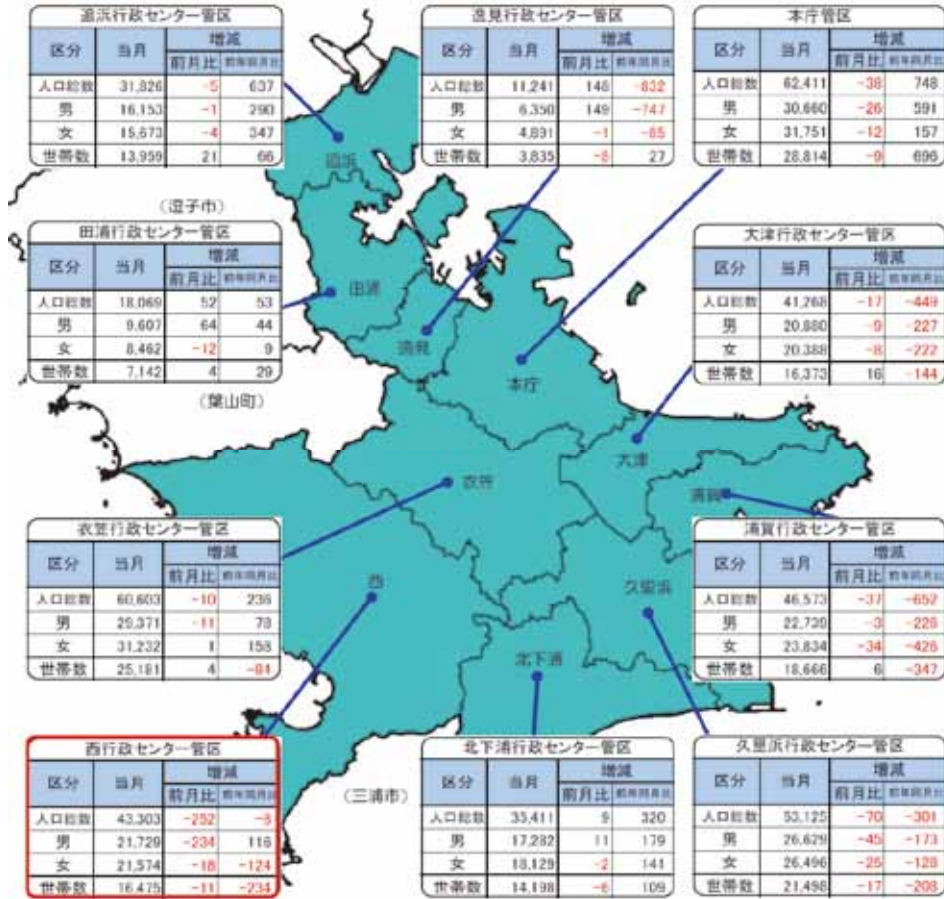 追浜行政センター管区
区分 当月 増減
前月比 前年同月比
人口総数 31,826 -5 637
男 16,153 -1 290
女 15,673 -4 347
世帯数 13,959 21 66
逸見行政センター管区
区分 当月 増減
前月比 前年同月比
人口総数 11,241 148 -832
男 6,350 149 -747
女 4,891 -1 -85
世帯数 3,835 -8 27
本庁管区
区分 当月 増減
前月比 前年同月比
人口総数 62,411 -38 748
男 30,660 -26 591
女 31,751 -12 157
世帯数 28,814 -9 696
追浜
(逗子市)
田浦行政センター管区
区分 当月 増減
前月比 前年同月比
人口総数 18,069 52 53
男 9,607 64 44
女 8,462 -12 9
世帯数 7,142 4 29
田浦
逸見
本庁
大津行政センター管区
区分 当月 増減
前月比 前年同月比
人口総数 41,268 -17 -449
男 20,880 -9 -227
女 20,388 -8 -222
世帯数 16,373 16 -144
(葉山町)
大津
衣笠
浦賀
衣笠行政センター管区
区分 当月 増減
前月比 前年同月比
人口総数 60,603 -10 236
男 29,371 -11 78
女 31,232 1 158
世帯数 25,181 4 -81
西
久里浜
北下浦
浦賀行政センター管区
区分 当月 増減
前月比 前年同月比
人口総数 46,573 -37 -652
男 22,739 -3 -226
女 23,834 -34 -426
世帯数 18,666 6 -347
西行政センター管区
区分 当月 増減
前月比 前年同月比
人口総数 43,303 -252 -8
男 21,729 -234 116
女 21,574 -18 -124
世帯数 16,475 -11 -234
(三浦市)
北下浦行政センター管区
区分 当月 増減
前月比 前年同月比
人口総数 35,411 9 320
男 17,282 11 179
女 18,129 -2 141
世帯数 14,198 -6 109
久里浜行政センター管区
区分 当月 増減
前月比 前年同月比
人口総数 53,125 -70 -301
男 26,629 -45 -173
女 26,496 -25 -128
世帯数 21,498 -17 -208